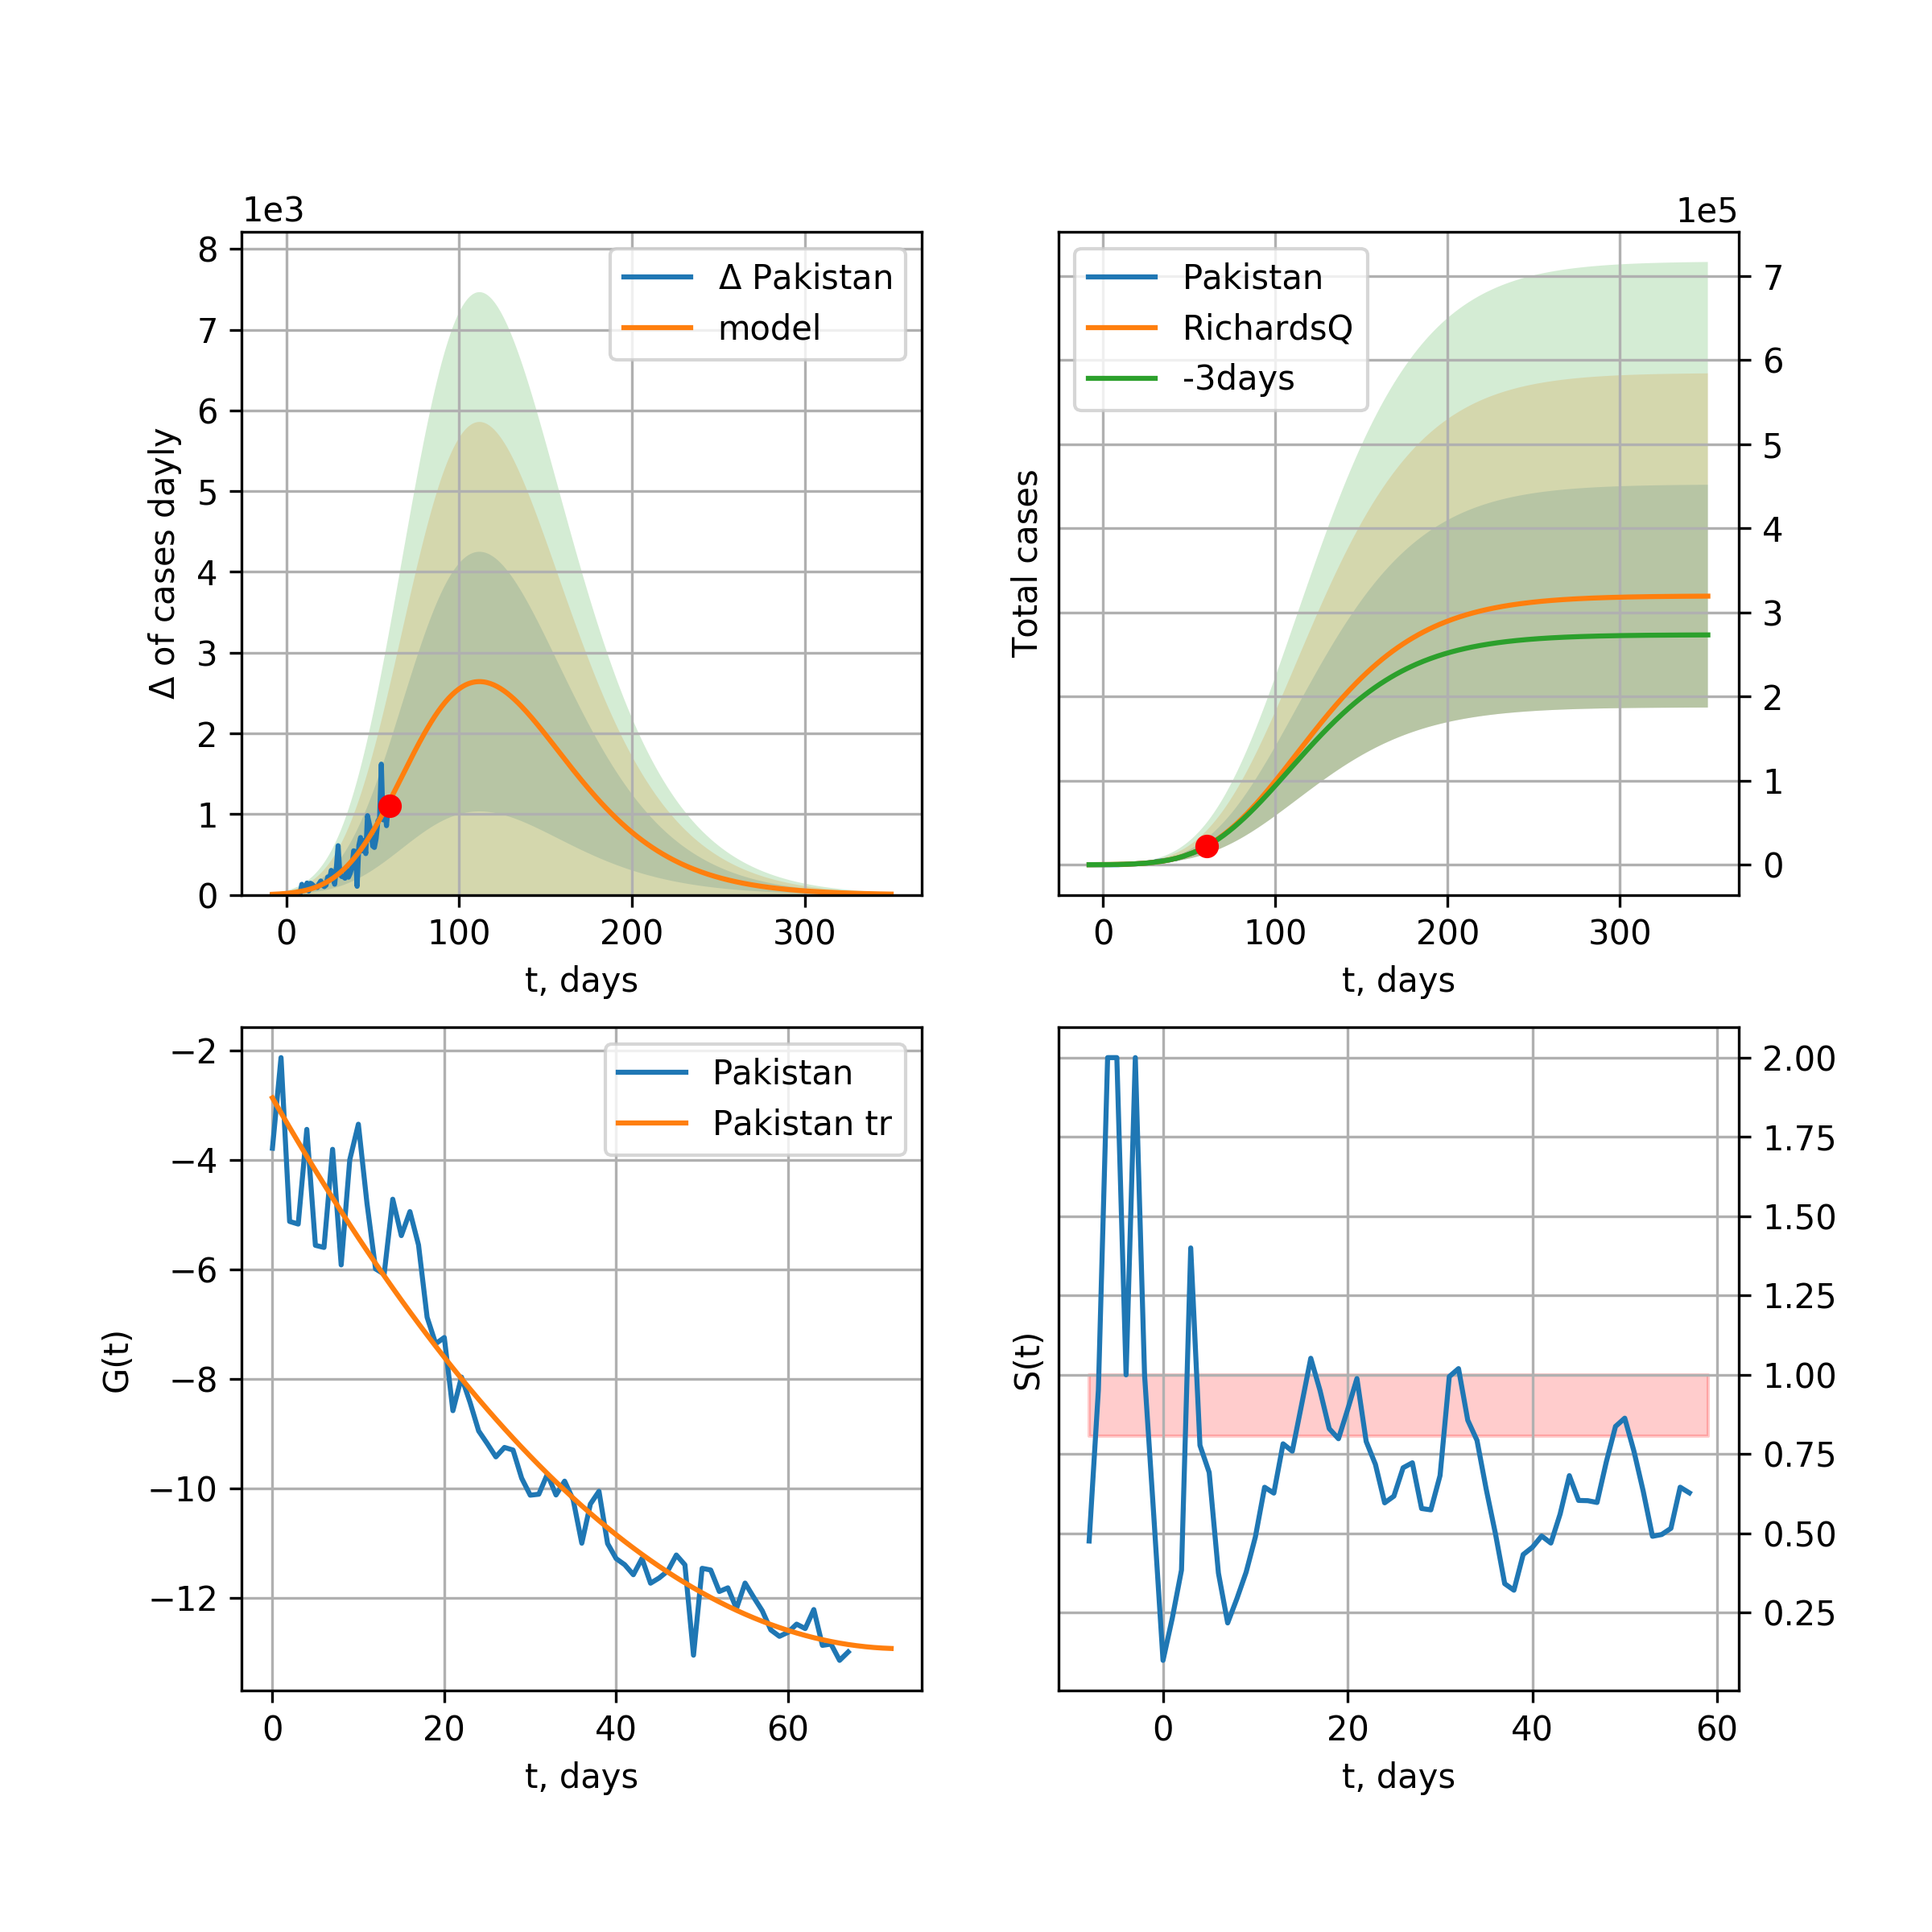 1e3
8
7
6
5
4
3
2
1
0
Δ of cases dayly
Δ Pakistan
model
0 100 200 300
t, days
1e5
Pakistan
RichardsQ
-3days
Total cases
7
6
5
4
3
2
1
0
0 100 200 300
t, days
−2
−4
−6
−8
−10
−12
G(t)
Pakistan
Pakistan tr
0 20 40 60
t, days
S(t)
2.00
1.75
1.50
1.25
1.00
0.75
0.50
0.25
0 20 40 60
t, days